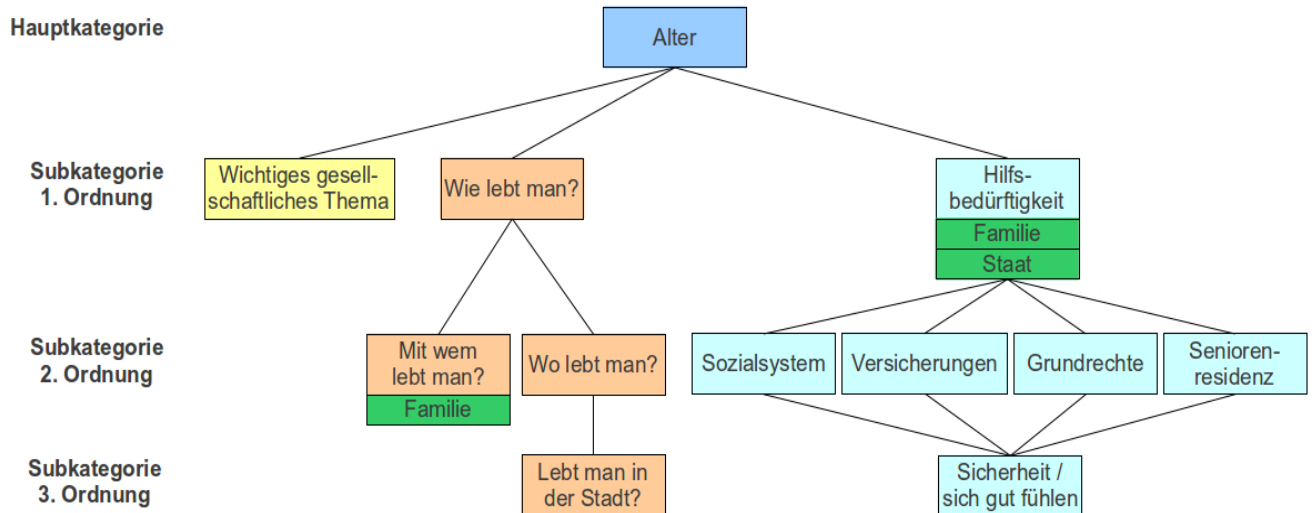 Hauptkategorie
Alter
Subkategorie
1. Ordnung
Wichtiges gesell-
schaftliches Thema
Wie lebt man?
Hilfs-
bedürftigkeit
Familie
Staat
Subkategorie
2. Ordnung
Mit wem
lebt man?
Familie
Wo lebt man?
Sozialsystem
Versicherungen
Grundrechte
Senioren-
residenz
Subkategorie
3. Ordnung
Lebt man in
der Stadt?
Sicherheit /
sich gut fühlen